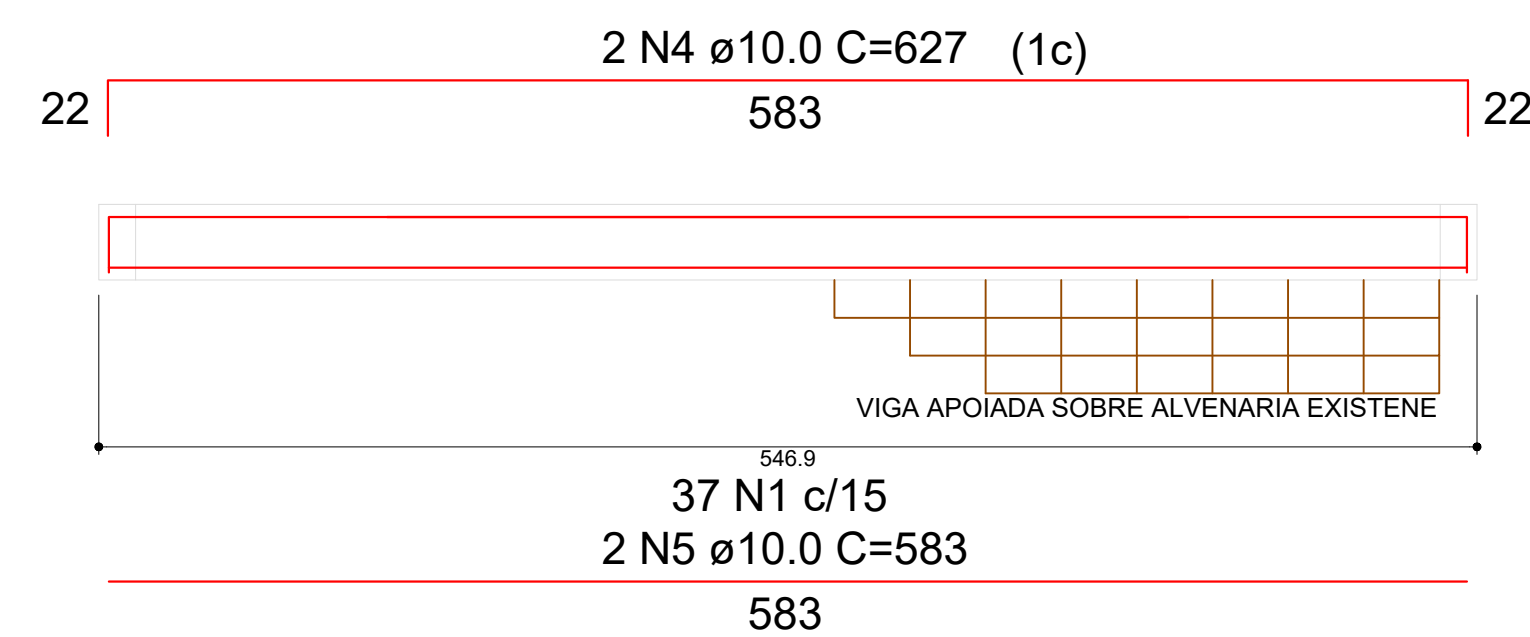 2 N4 ø10.0 C=627 (1c)
22
583
22
VIGA APOIADA SOBRE ALVENARIA EXISTENE
546.9
37 N1 c/15
2 N5 ø10.0 C=583
583